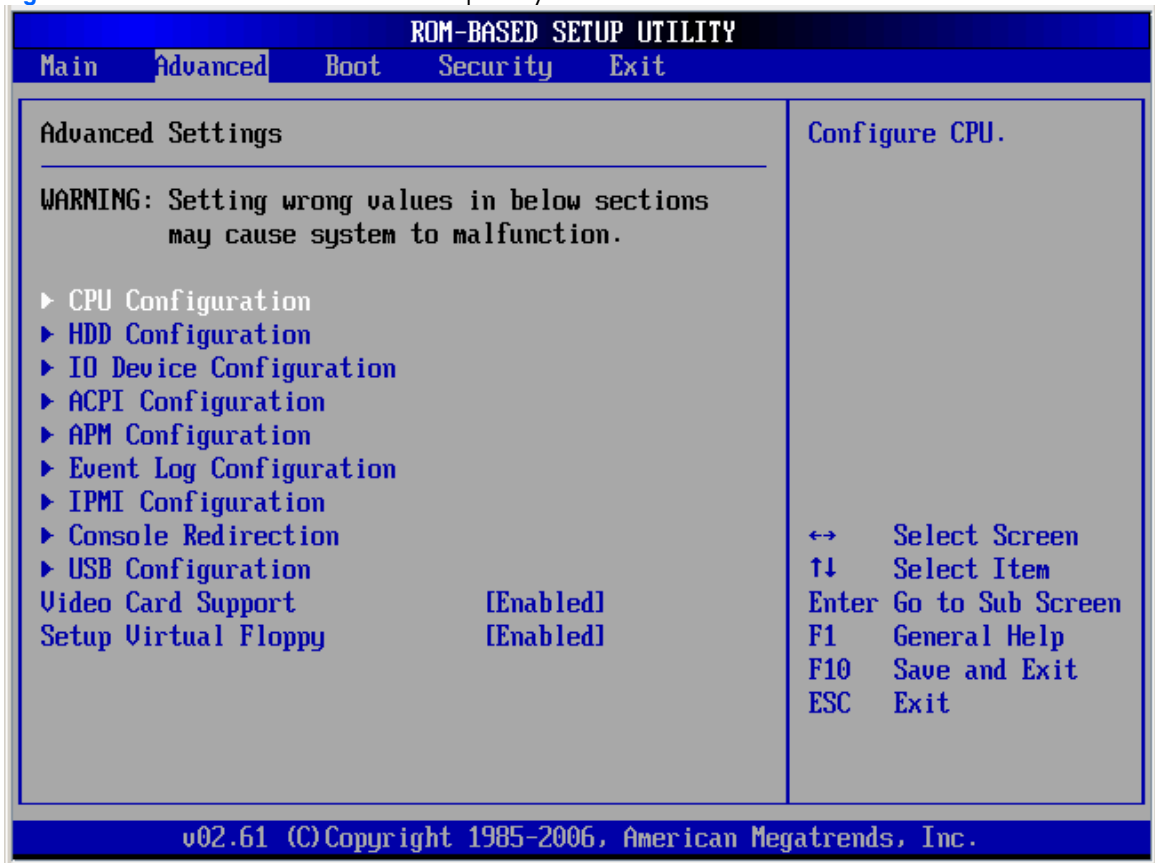 ROM-BASED SETUP UTILITY
Main Advanced Boot Security Exit
Advanced Settings
WARNING: Setting wrong values in below sections
may cause system to malfunction.
▶ CPU Configuration
▶ HDD Configuration
▶ IO Device Configuration
▶ ACPI Configuration
▶ APM Configuration
▶ Event Log Configuration
▶ IPMI Configuration
▶ Console Redirection
▶ USB Configuration
Video Card Support [Enabled]
Setup Virtual Floppy [Enabled]
Configure CPU.
↔ Select Screen
↑↓ Select Item
Enter Go to Sub Screen
F1 General Help
F10 Save and Exit
ESC Exit
v02.61 (C)Copyright 1985-2006, American Megatrends, Inc.